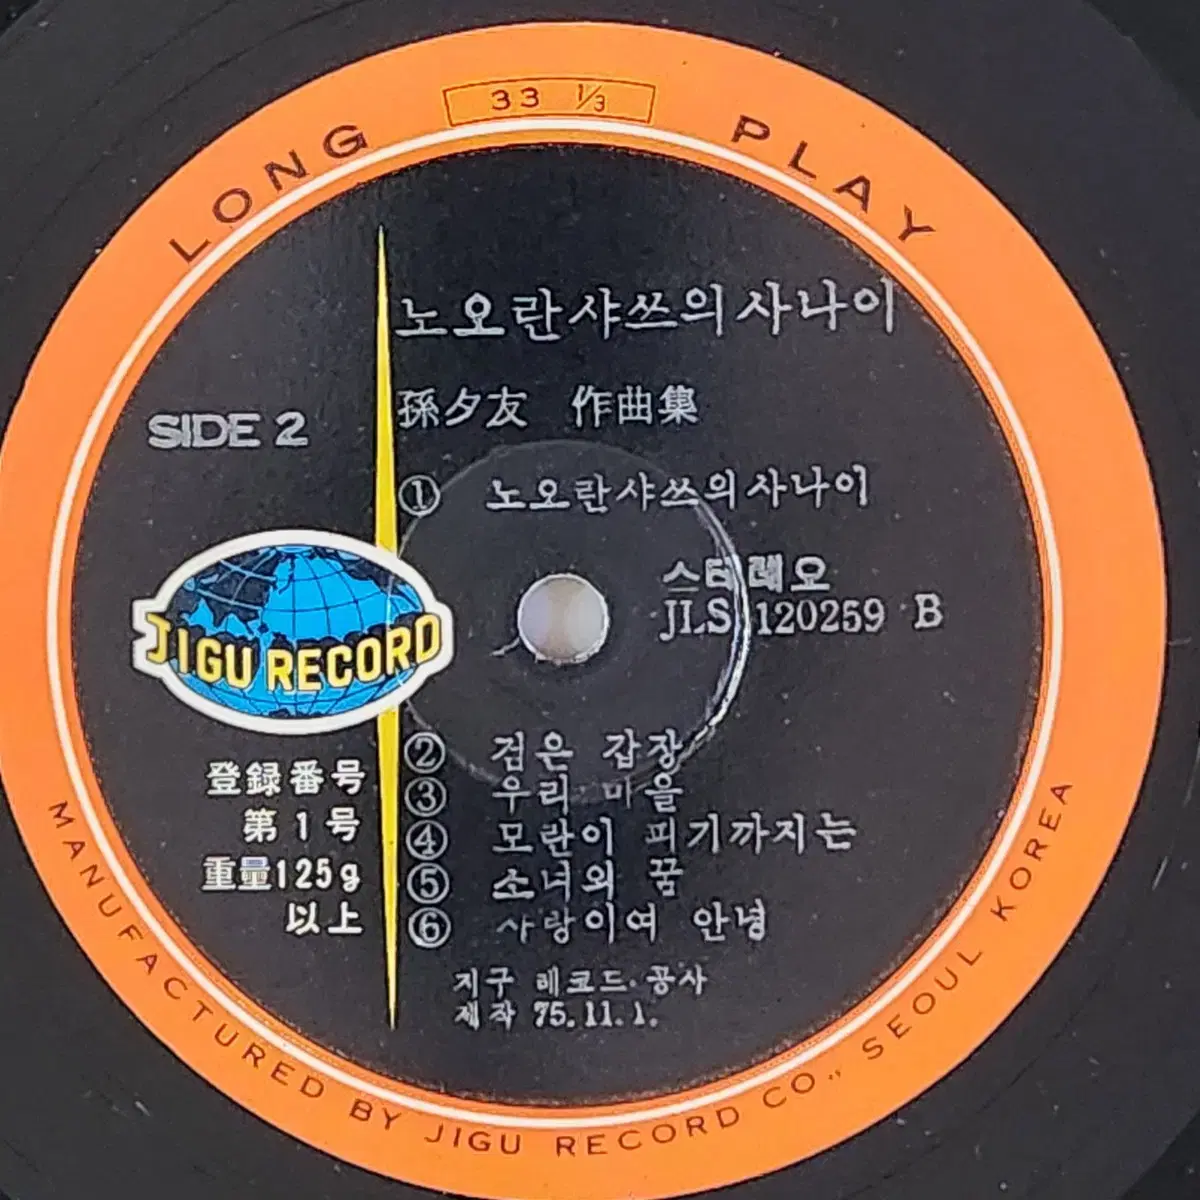 33 1/3
LONG PLAY
노오란샤쓰의사나이
孫夕友 作曲集
SIDE 2
① 노오란샤쓰의사나이
스테레오
JLS 120259 B
JIGU RECORD
② 검은 갑장
③ 우리 마을
④ 모란이 피기까지는
⑤ 소녀의 꿈
⑥ 사랑이여 안녕
登録番号
第1号
重量125g
以上
지구 레코드 공사
제작 75.11.1.
MANUFACTURED BY JIGU RECORD CO., SEOUL KOREA